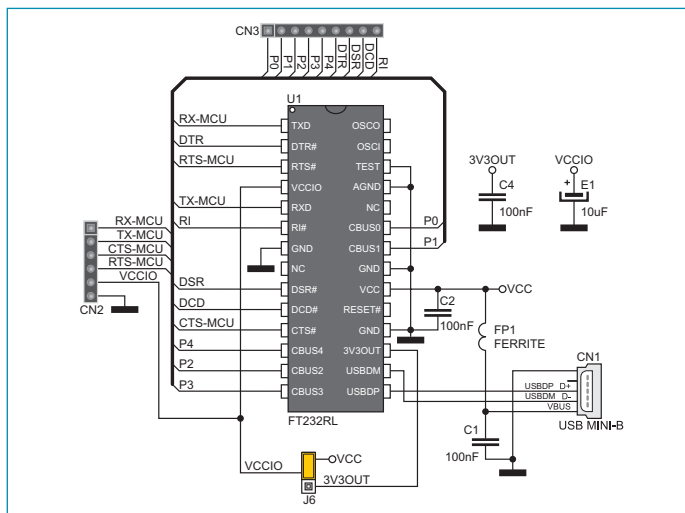 CN3
P0
P1
P2
P3
P4
DTR
DSR
DCD
RI
U1
RX-MCU
DTR
RTS-MCU
TX-MCU
RI
DSR
DCD
CTS-MCU
P4
P2
P3
TXD
DTR#
RTS#
VCCIO
RXD
RI#
GND
NC
DSR#
DCD#
CTS#
CBUS4
CBUS2
CBUS3
OSCO
OSCI
TEST
AGND
NC
CBUS0
CBUS1
GND
VCC
RESET#
GND
3V3OUT
USBDM
USBDP
FT232RL
P0
P1
3V3OUT
C4
100nF
VCCIO
+
E1
10uF
RX-MCU
TX-MCU
CTS-MCU
RTS-MCU
VCCIO
CN2
VCC
C2
100nF
FP1
FERRITE
CN1
USBDP D+
USBDM D-
VBUS
USB MINI-B
C1
100nF
VCCIO
VCC
3V3OUT
J6